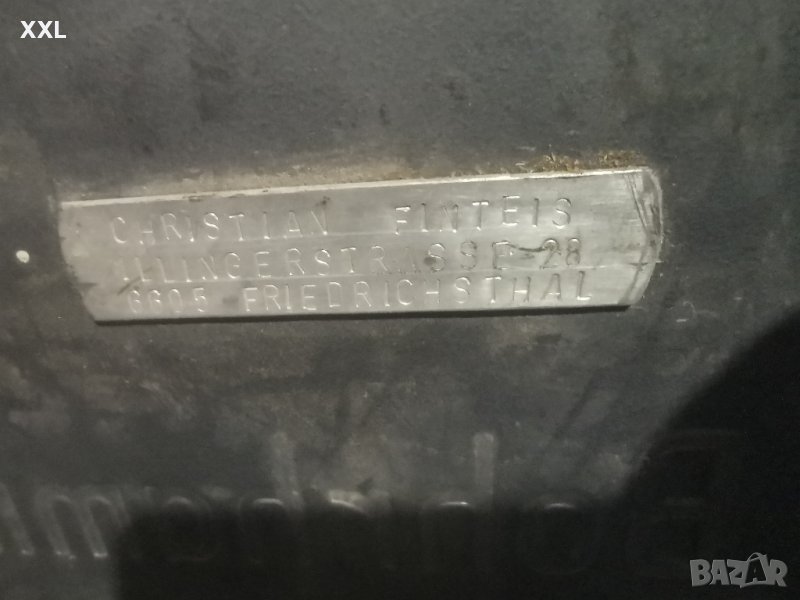 XXL
CHRISTIAN FINTEIS
ILLINGERSTRASSE 28
6605 FRIEDRICHSTHAL
BAZAR